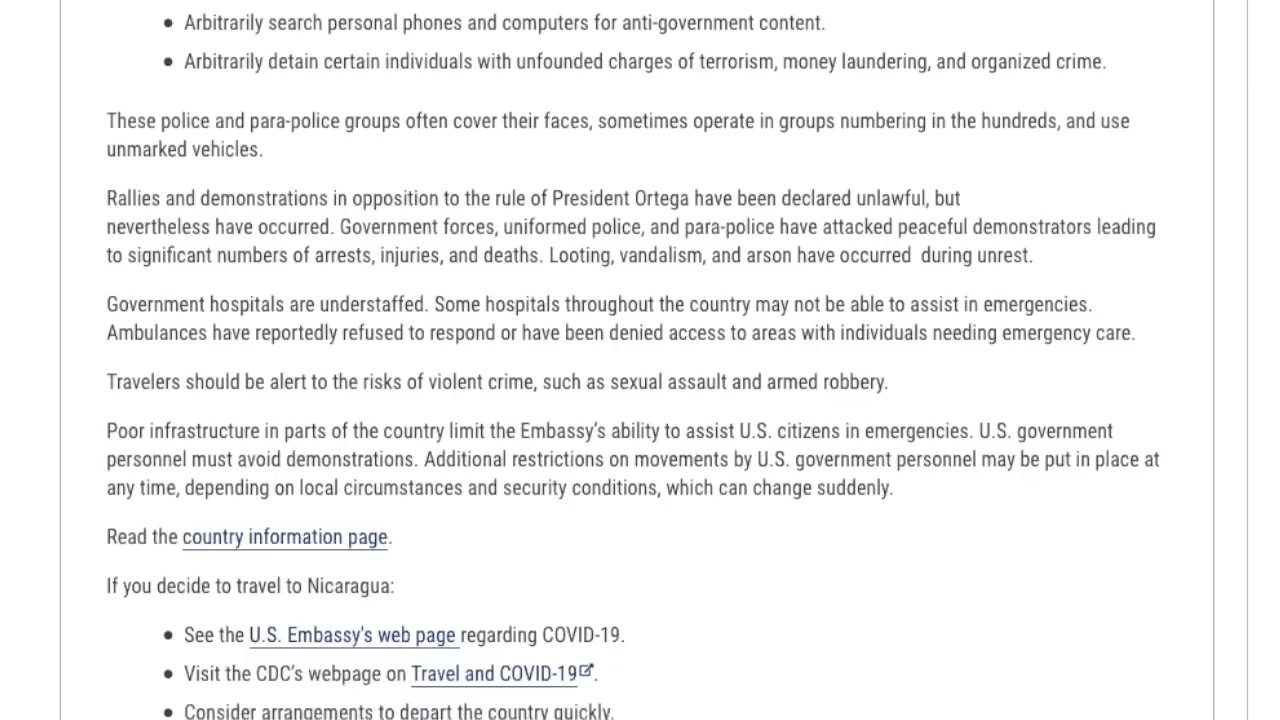 • Arbitrarily search personal phones and computers for anti-government content.
• Arbitrarily detain certain individuals with unfounded charges of terrorism, money laundering, and organized crime.
These police and para-police groups often cover their faces, sometimes operate in groups numbering in the hundreds, and use
unmarked vehicles.
Rallies and demonstrations in opposition to the rule of President Ortega have been declared unlawful, but
nevertheless have occurred. Government forces, uniformed police, and para-police have attacked peaceful demonstrators leading
to significant numbers of arrests, injuries, and deaths. Looting, vandalism, and arson have occurred  during unrest.
Government hospitals are understaffed. Some hospitals throughout the country may not be able to assist in emergencies.
Ambulances have reportedly refused to respond or have been denied access to areas with individuals needing emergency care.
Travelers should be alert to the risks of violent crime, such as sexual assault and armed robbery.
Poor infrastructure in parts of the country limit the Embassy's ability to assist U.S. citizens in emergencies. U.S. government
personnel must avoid demonstrations. Additional restrictions on movements by U.S. government personnel may be put in place at
any time, depending on local circumstances and security conditions, which can change suddenly.
Read the country information page.
If you decide to travel to Nicaragua:
• See the U.S. Embassy's web page regarding COVID-19.
• Visit the CDC's webpage on Travel and COVID-19.
• Consider arrangements to depart the country quickly.